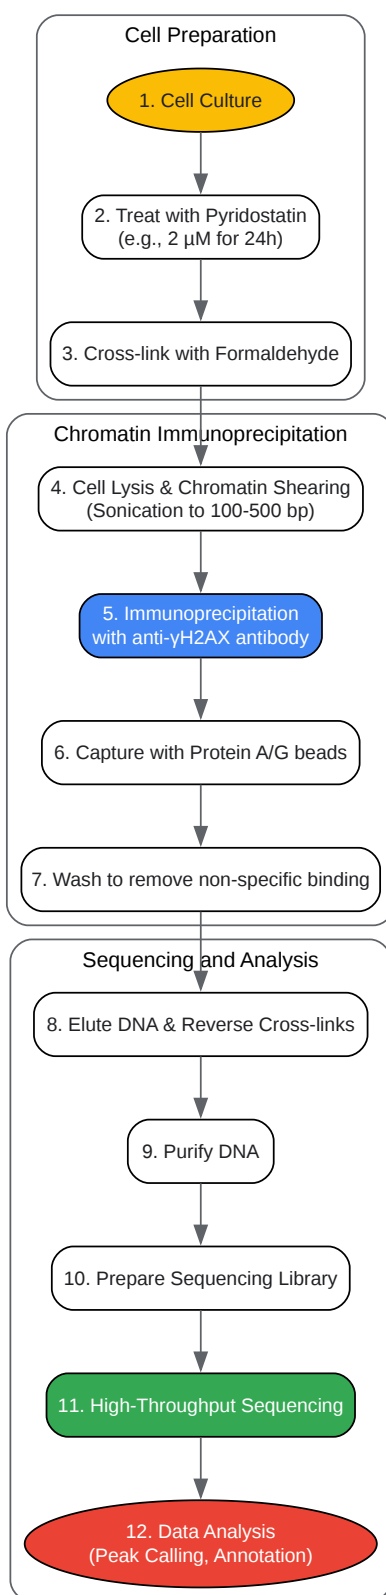 Cell Preparation
1. Cell Culture
2. Treat with Pyridostatin
(e.g., 2 µM for 24h)
3. Cross-link with Formaldehyde
Chromatin Immunoprecipitation
4. Cell Lysis & Chromatin Shearing
(Sonication to 100-500 bp)
5. Immunoprecipitation
with anti-γH2AX antibody
6. Capture with Protein A/G beads
7. Wash to remove non-specific binding
Sequencing and Analysis
8. Elute DNA & Reverse Cross-links
9. Purify DNA
10. Prepare Sequencing Library
11. High-Throughput Sequencing
12. Data Analysis
(Peak Calling, Annotation)